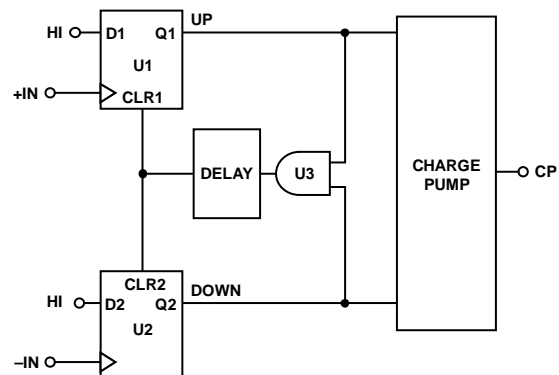 HI D1 Q1 UP
U1
+IN CLR1
DELAY U3 CHARGE
PUMP CP
CLR2
HI D2 Q2 DOWN
U2
–IN